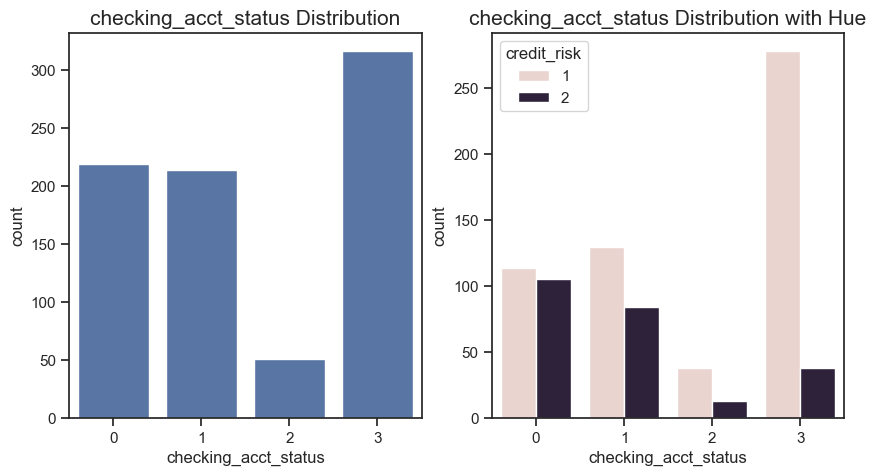 checking_acct_status Distribution
300
250
200
150
100
50
0
count
0 1 2 3
checking_acct_status
checking_acct_status Distribution with Hue
credit_risk
1
2
250
200
150
100
50
0
count
0 1 2 3
checking_acct_status